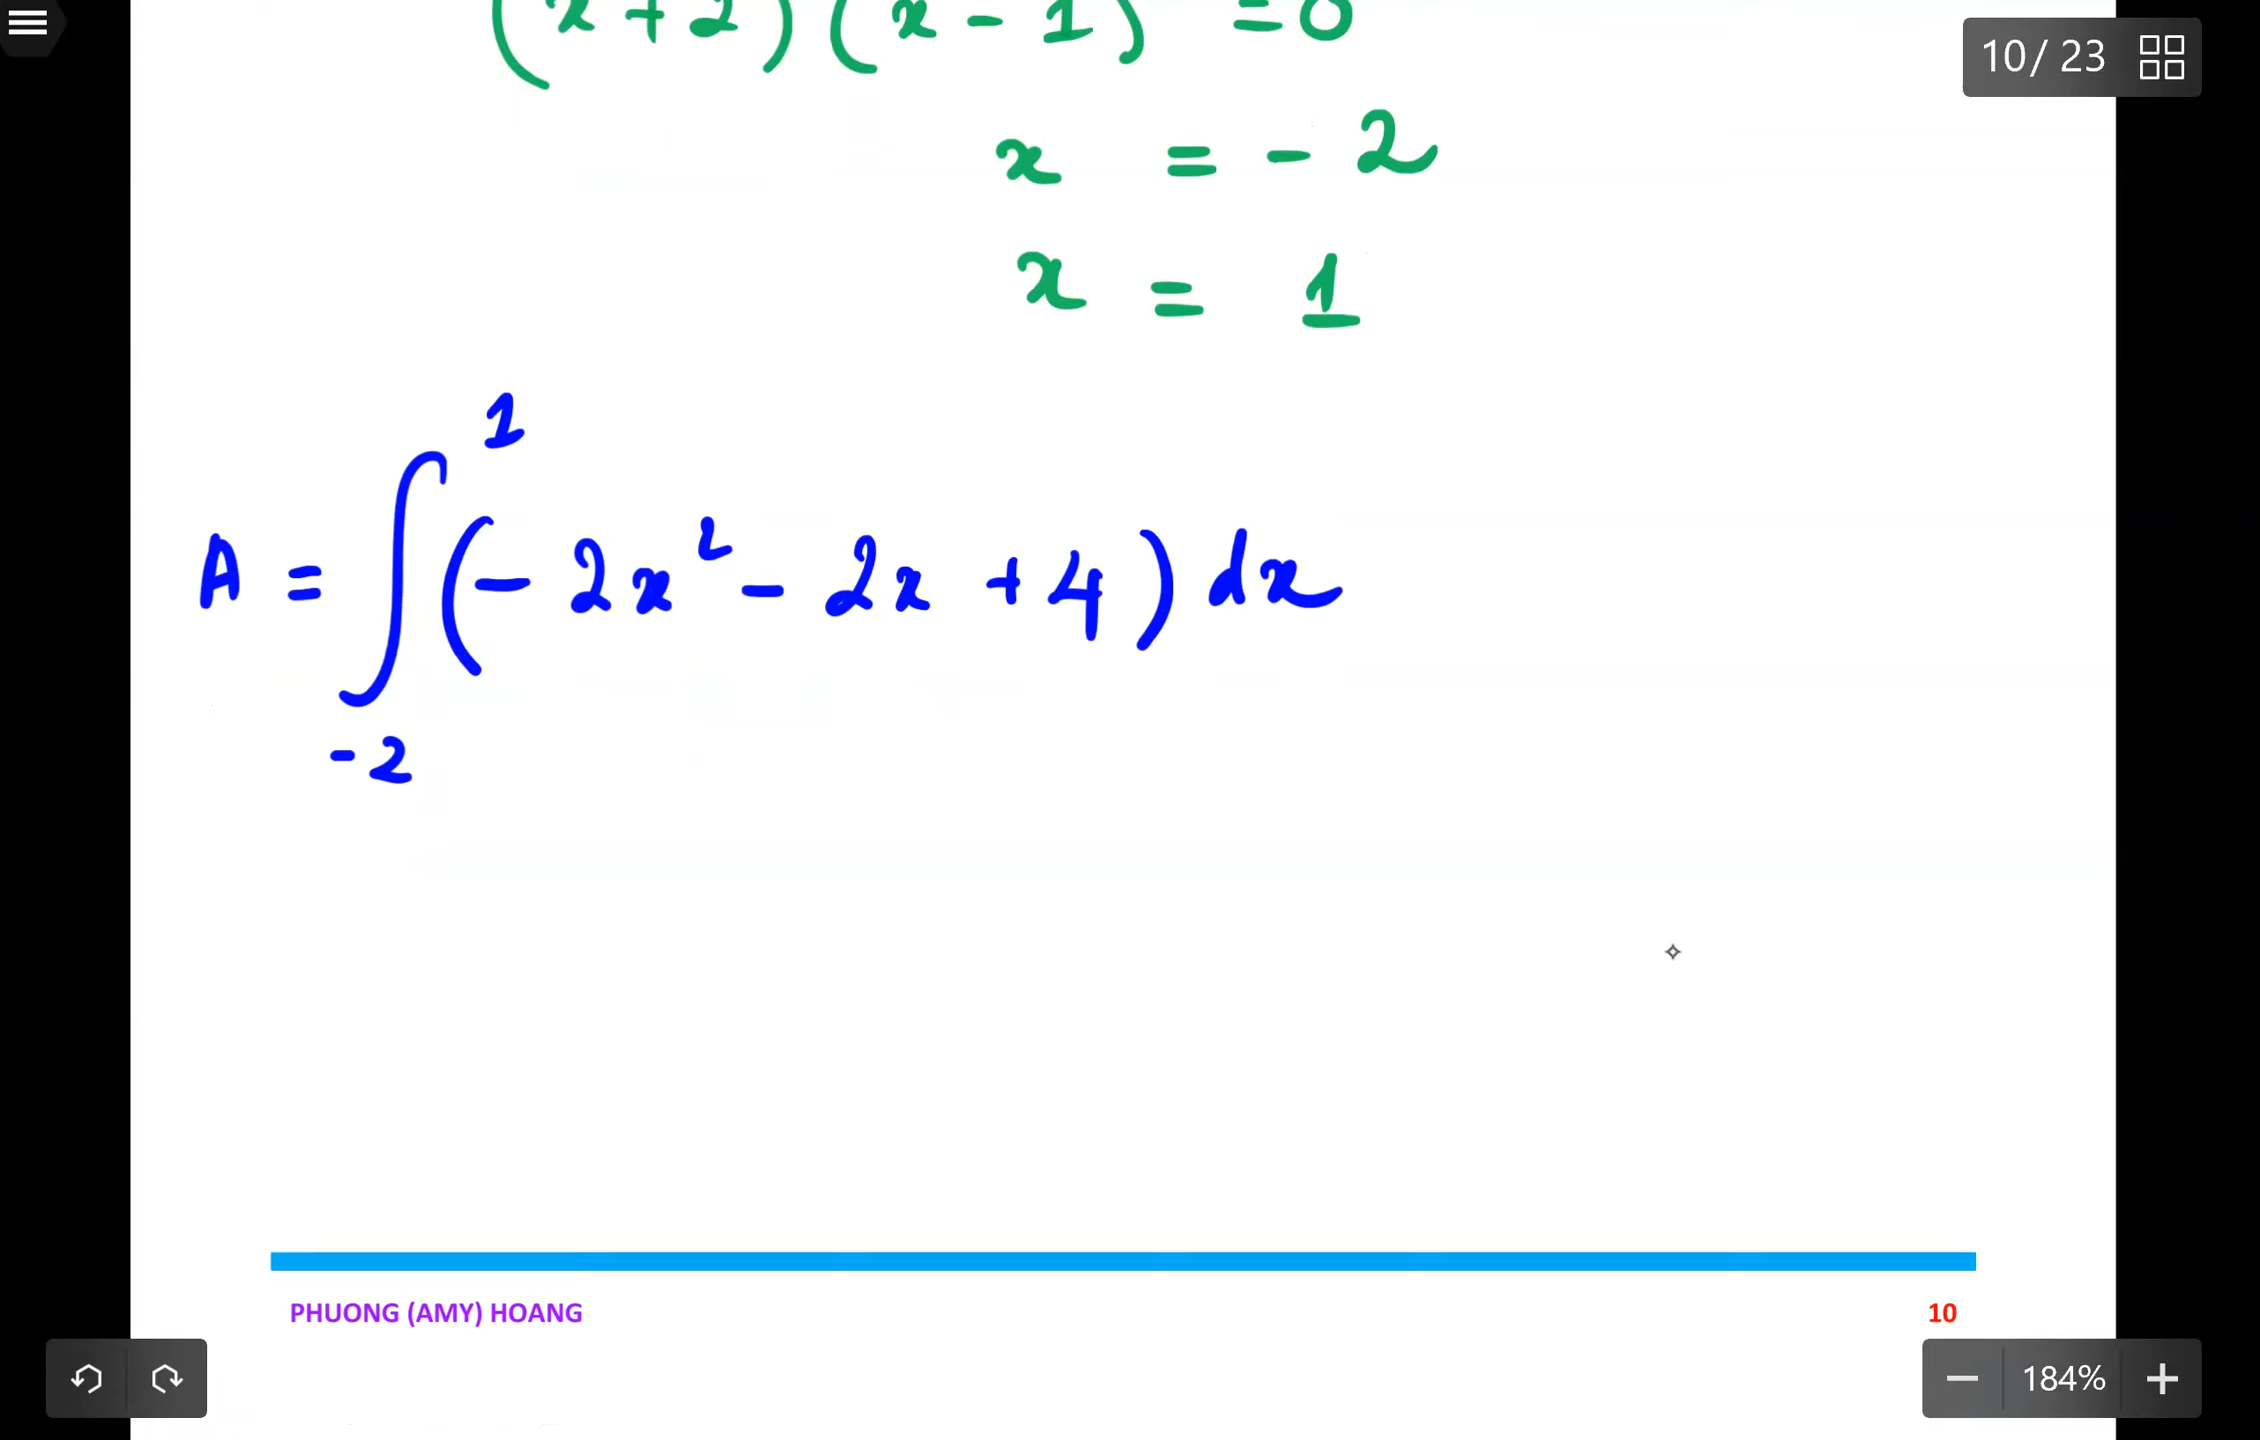 (x + 2) (x - 1) = 0
10/ 23
x = - 2
x = 1
1
A = ∫ (- 2x² - 2x + 4) dx
-2
PHUONG (AMY) HOANG
10
184%